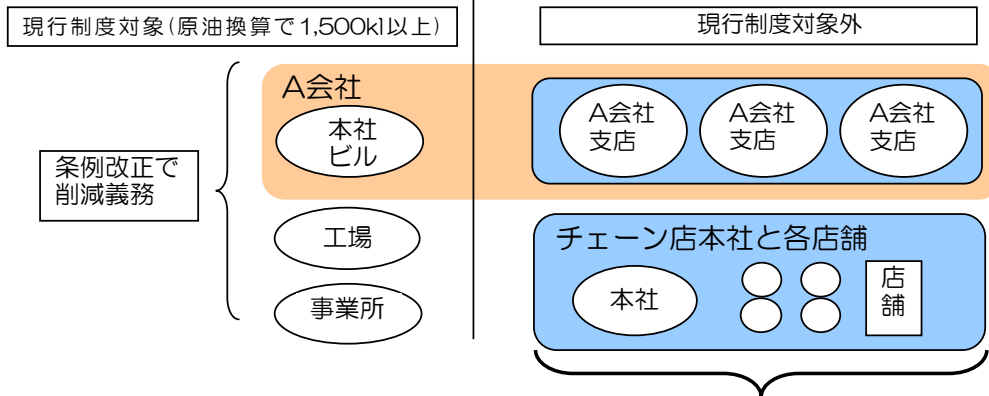 現行制度対象(原油換算で1,500kl以上)
現行制度対象外
A会社
本社
ビル
A会社
支店
A会社
支店
A会社
支店
条例改正で
削減義務
工場
事業所
チェーン店本社と各店舗
本社
店
舗